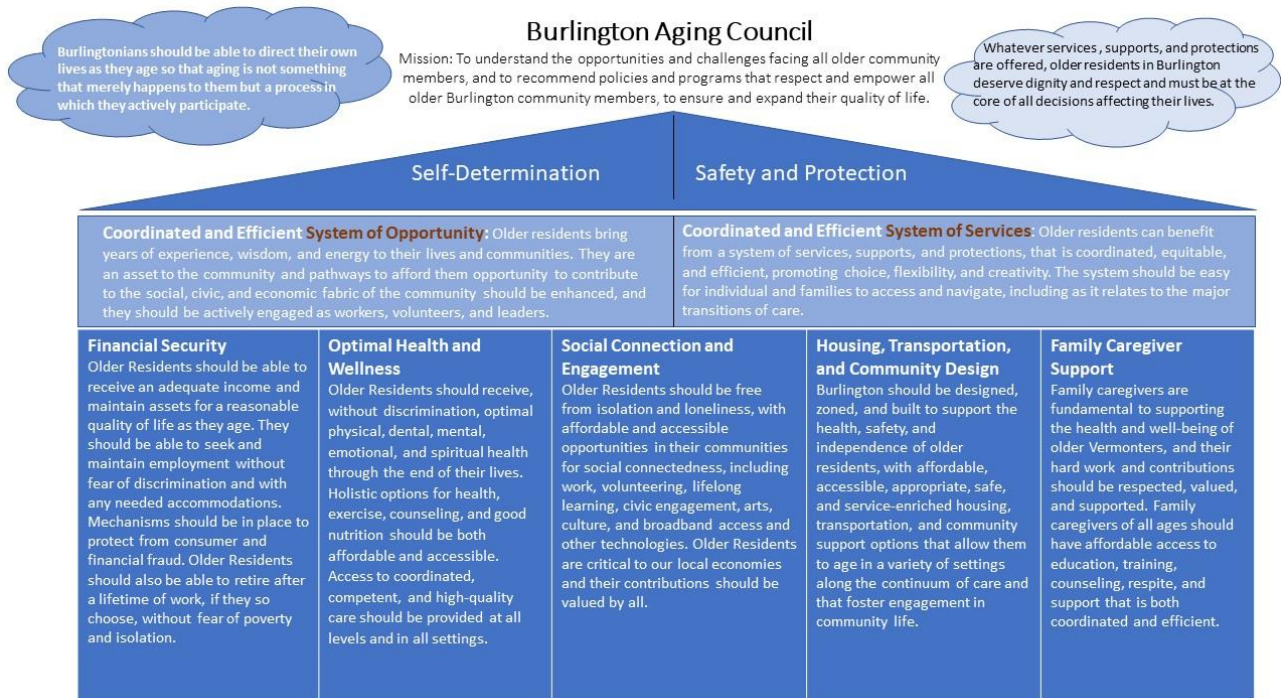 Burlington Aging Council
Mission: To understand the opportunities and challenges facing all older community
members, and to recommend policies and programs that respect and empower all
older Burlington community members, to ensure and expand their quality of life.
Burlingtonians should be able to direct their own
lives as they age so that aging is not something
that merely happens to them but a process in
which they actively participate.
Whatever services , supports, and protections
are offered, older residents in Burlington
deserve dignity and respect and must be at the
core of all decisions affecting their lives.
Self-Determination
Safety and Protection
Coordinated and Efficient System of Opportunity: Older residents bring
years of experience, wisdom, and energy to their lives and communities. They are
an asset to the community and pathways to afford them opportunity to contribute
to the social, civic, and economic fabric of the community should be enhanced, and
they should be actively engaged as workers, volunteers, and leaders.
Coordinated and Efficient System of Services: Older residents can benefit
from a system of services, supports, and protections, that is coordinated, equitable,
and efficient, promoting choice, flexibility, and creativity. The system should be easy
for individual and families to access and navigate, including as it relates to the major
transitions of care.
Financial Security
Older Residents should be able to
receive an adequate income and
maintain assets for a reasonable
quality of life as they age. They
should be able to seek and
maintain employment without
fear of discrimination and with
any needed accommodations.
Mechanisms should be in place to
protect from consumer and
financial fraud. Older Residents
should also be able to retire after
a lifetime of work, if they so
choose, without fear of poverty
and isolation.
Optimal Health and
Wellness
Older Residents should receive,
without discrimination, optimal
physical, dental, mental,
emotional, and spiritual health
through the end of their lives.
Holistic options for health,
exercise, counseling, and good
nutrition should be both
affordable and accessible.
Access to coordinated,
competent, and high-quality
care should be provided at all
levels and in all settings.
Social Connection and
Engagement
Older Residents should be free
from isolation and loneliness, with
affordable and accessible
opportunities in their communities
for social connectedness, including
work, volunteering, lifelong
learning, civic engagement, arts,
culture, and broadband access and
other technologies. Older Residents
are critical to our local economies
and their contributions should be
valued by all.
Housing, Transportation,
and Community Design
Burlington should be designed,
zoned, and built to support the
health, safety, and
independence of older
residents, with affordable,
accessible, appropriate, safe,
and service-enriched housing,
transportation, and community
support options that allow them
to age in a variety of settings
along the continuum of care and
that foster engagement in
community life.
Family Caregiver
Support
Family caregivers are
fundamental to supporting
the health and well-being of
older Vermonters, and their
hard work and contributions
should be respected, valued,
and supported. Family
caregivers of all ages should
have affordable access to
education, training,
counseling, respite, and
support that is both
coordinated and efficient.